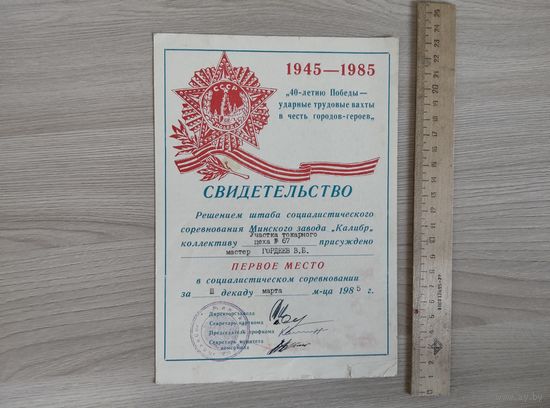 1945—1985
СССР
„40-летию Победы —
ударные трудовые вахты
в честь городов-героев„
СВИДЕТЕЛЬСТВО
Решением штаба социалистического
соревнования Минского завода „Калибр„
Участка токарного
коллективу цеха № 67 присуждено
мастер ГОРДЕЕВ В.Б.
ПЕРВОЕ МЕСТО
в социалистическом соревновании
за III декаду марта м-ца 1985 г.
Директор завода
Секретарь парткома
Председатель профкома
Секретарь комитета
комсомола